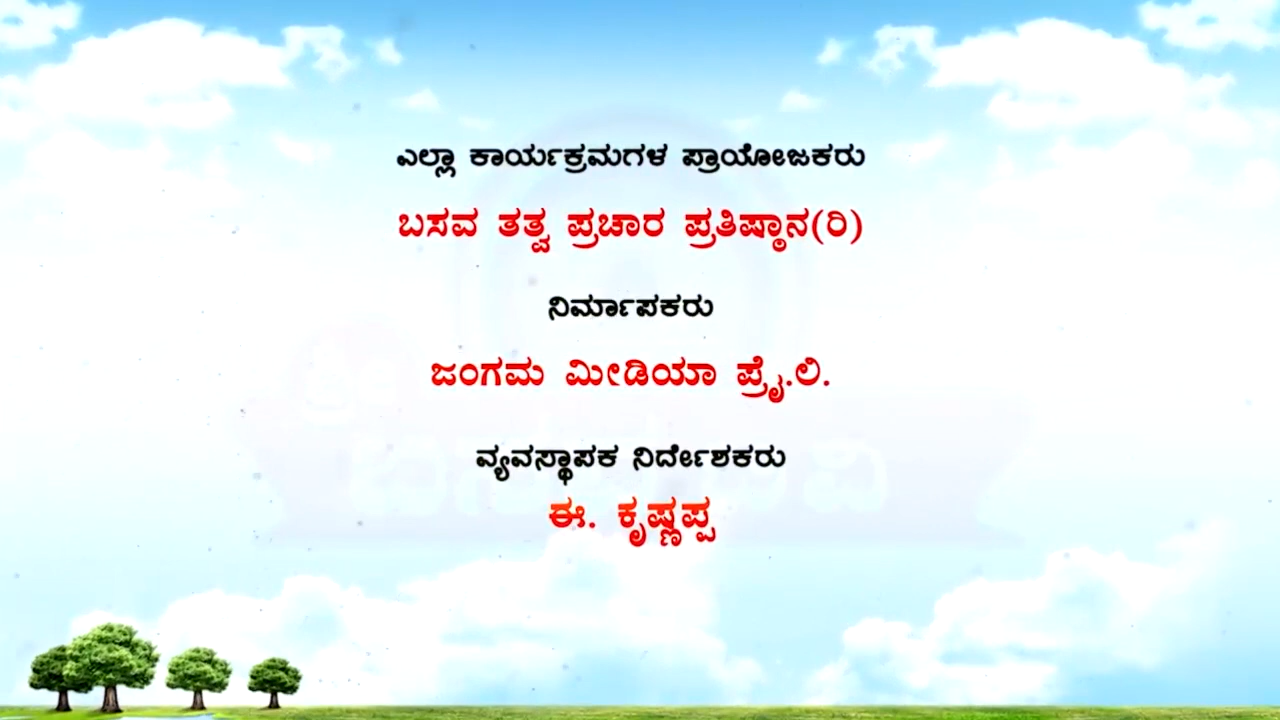 ಎಲ್ಲಾ ಕಾರ್ಯಕ್ರಮಗಳ ಪ್ರಾಯೋಜಕರು
ಬಸವ ತತ್ವ ಪ್ರಚಾರ ಪ್ರತಿಷ್ಠಾನ(ರಿ)
ನಿರ್ಮಾಪಕರು
ಜಂಗಮ ಮೀಡಿಯಾ ಪ್ರೈ.ಲಿ.
ವ್ಯವಸ್ಥಾಪಕ ನಿರ್ದೇಶಕರು
ಈ. ಕೃಷ್ಣಪ್ಪ